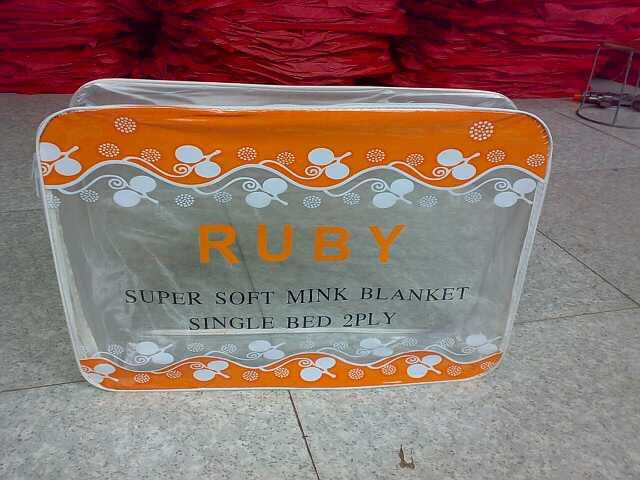 RUBY
SUPER SOFT MINK BLANKET
SINGLE BED 2PLY